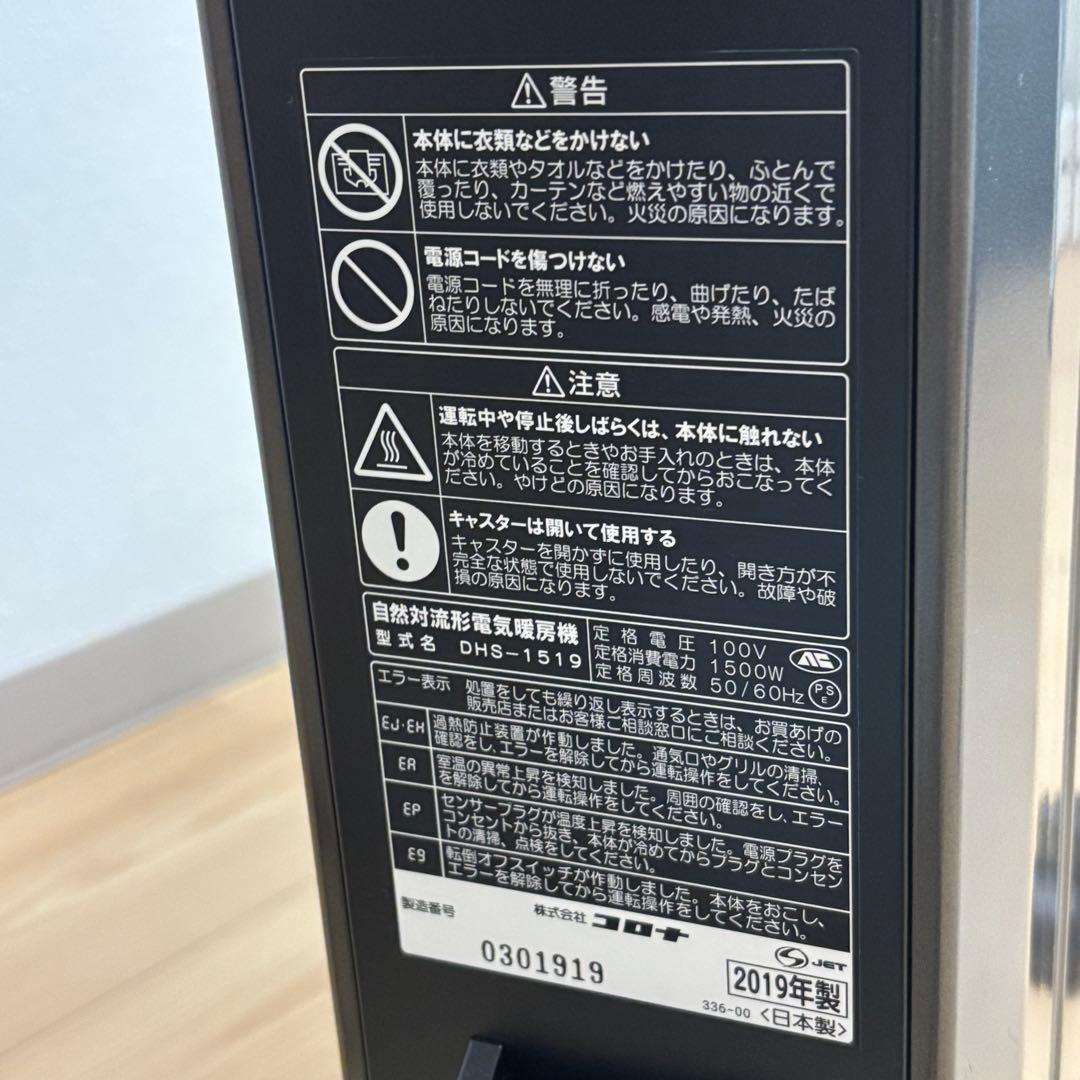 警告
本体に衣類などをかけない
本体に衣類やタオルなどをかけたり、ふとんで
覆ったり、カーテンなど燃えやすい物の近くで
使用しないでください。火災の原因になります。
電源コードを傷つけない
電源コードを無理に折ったり、曲げたり、たば
ねたりしないでください。感電や発熱、火災の
原因になります。
注意
運転中や停止後しばらくは、本体に触れない
本体を移動するときやお手入れのときは、本体
が冷めていることを確認してからおこなってく
ださい。やけどの原因になります。
キャスターは開いて使用する
キャスターを開かずに使用したり、開き方が不
完全な状態で使用しないでください。故障や破
損の原因になります。
自然対流形電気暖房機
型式名 DHS-1519
定格電圧 100V
定格消費電力 1500W
定格周波数 50/60Hz
PS
E
エラー表示 処置をしても繰り返し表示するときは、お買あげの
販売店またはお客様ご相談窓口にご相談ください。
EJ・EH 過熱防止装置が作動しました。通気口やグリルの清掃、
確認をし、エラーを解除してから運転操作をしてください。
EA 室温の異常上昇を検知しました。周囲の確認をし、エラー
を解除してから運転操作をしてください。
EP センサープラグが温度上昇を検知しました。電源プラグを
コンセントから抜き、本体が冷めてからプラグとコンセン
トの清掃、点検をしてください。
E9 転倒オフスイッチが作動しました。本体をおこし、
エラーを解除してから運転操作をしてください。
製造番号 株式会社 コロナ
0301919
JET
2019年製
336-00 <日本製>